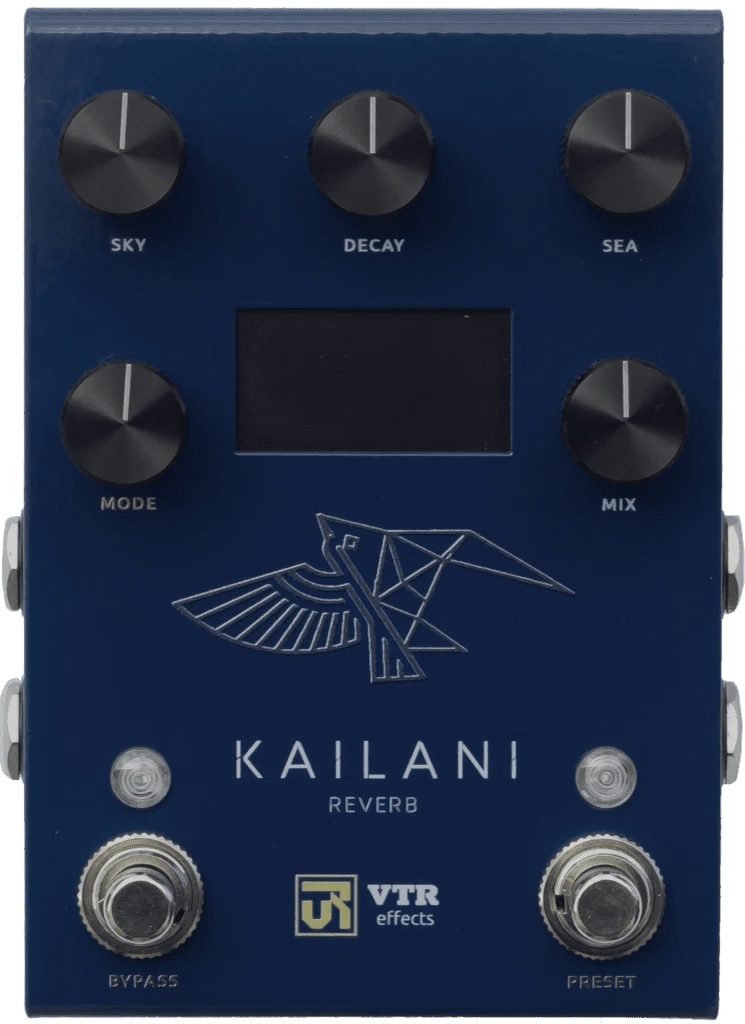 SKY
DECAY
SEA
MODE
MIX
KAILANI
REVERB
VTR
effects
BYPASS
PRESET